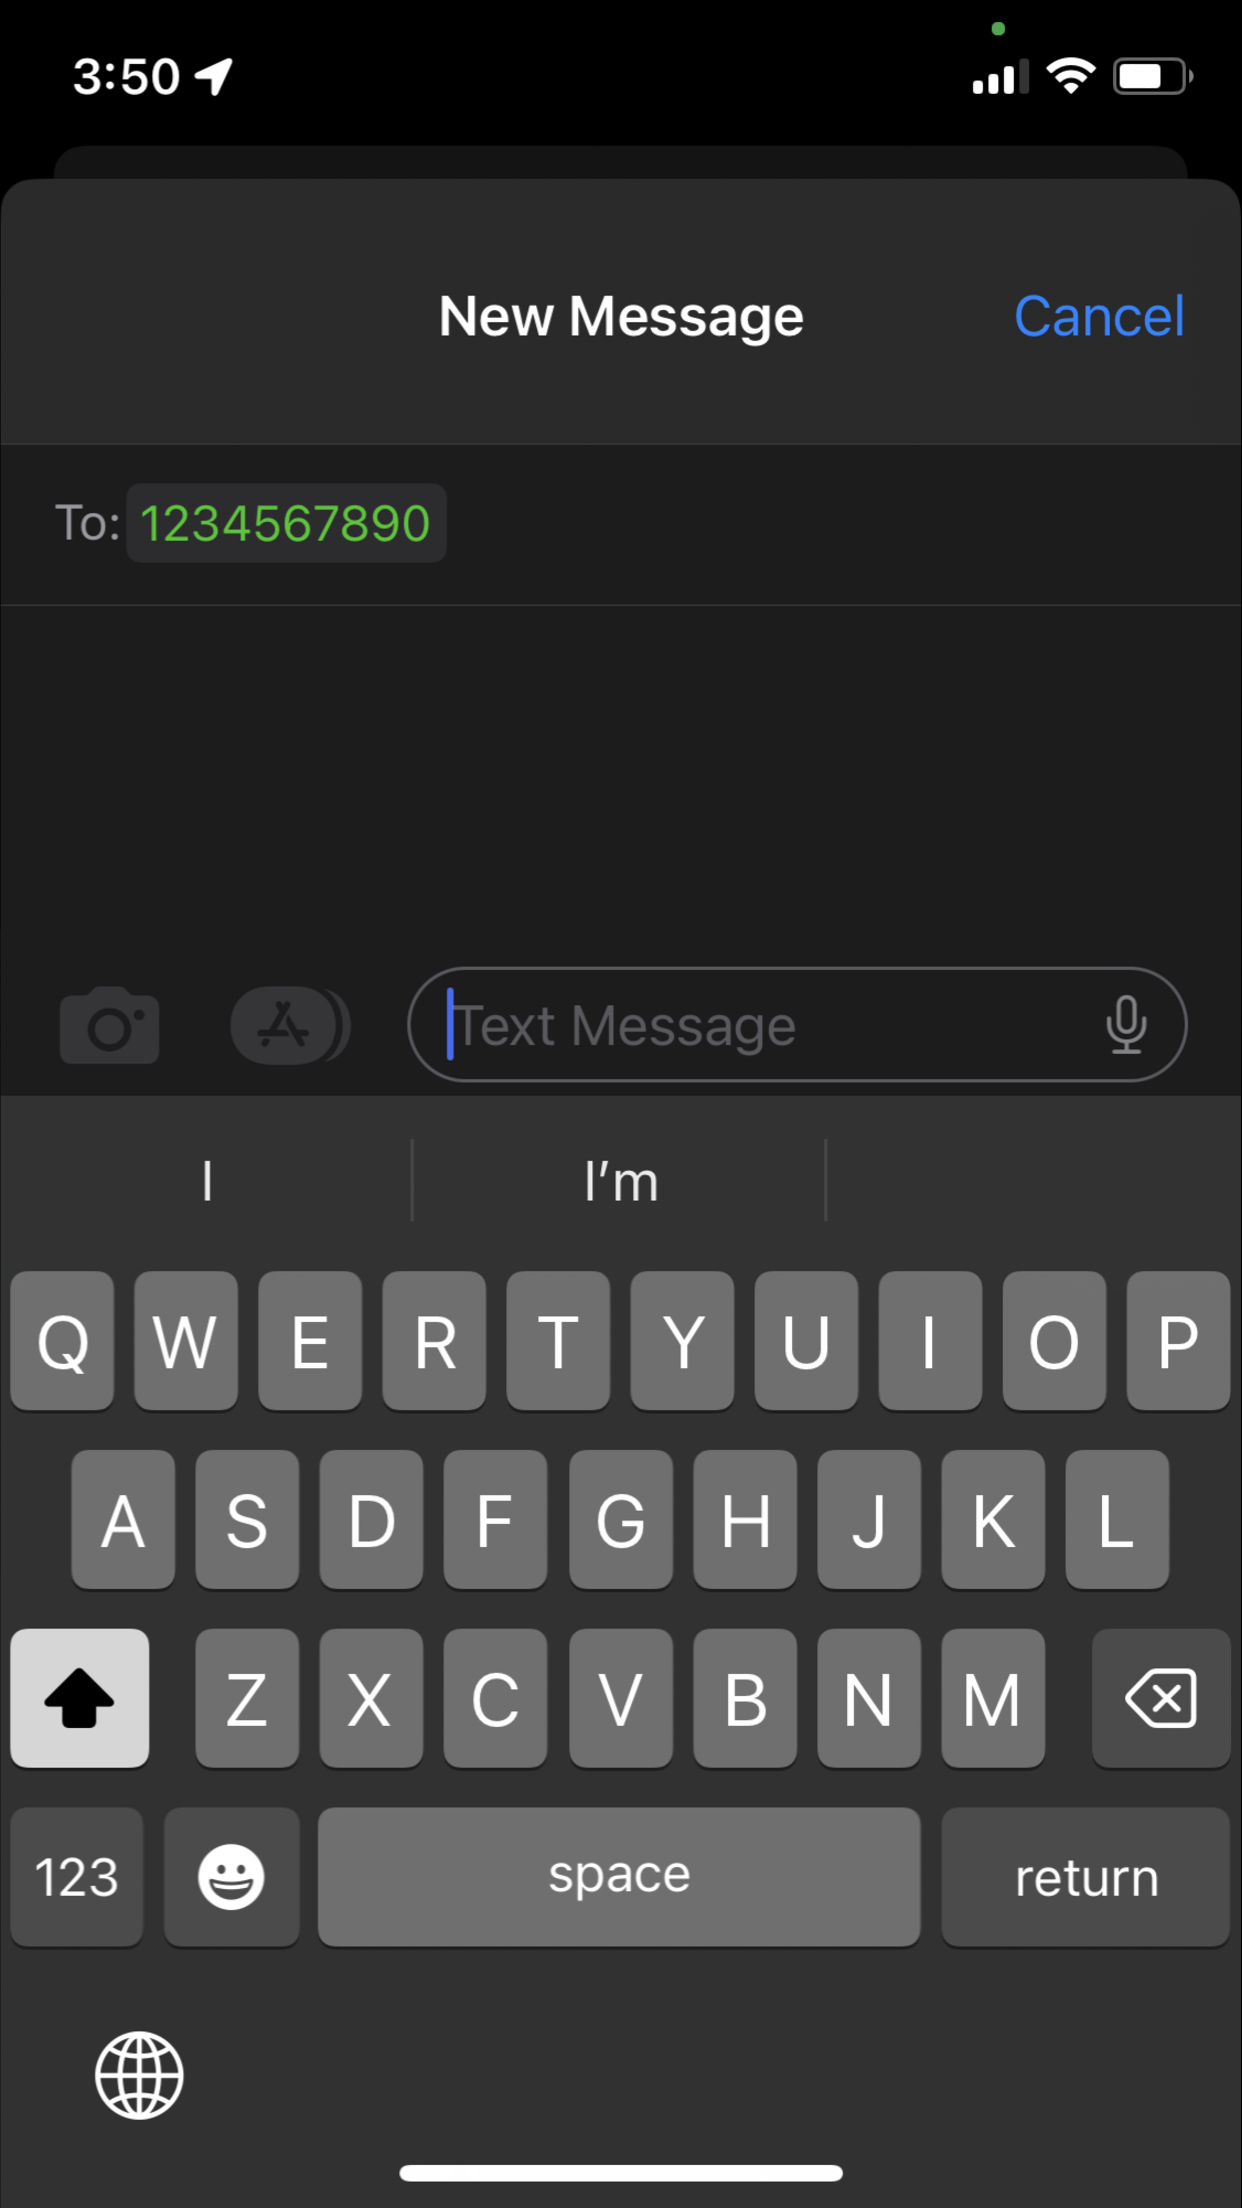 3:50
New Message Cancel
To: 1234567890
Text Message
I I’m
Q W E R T Y U I O P
A S D F G H J K L
Z X C V B N M
123 space return